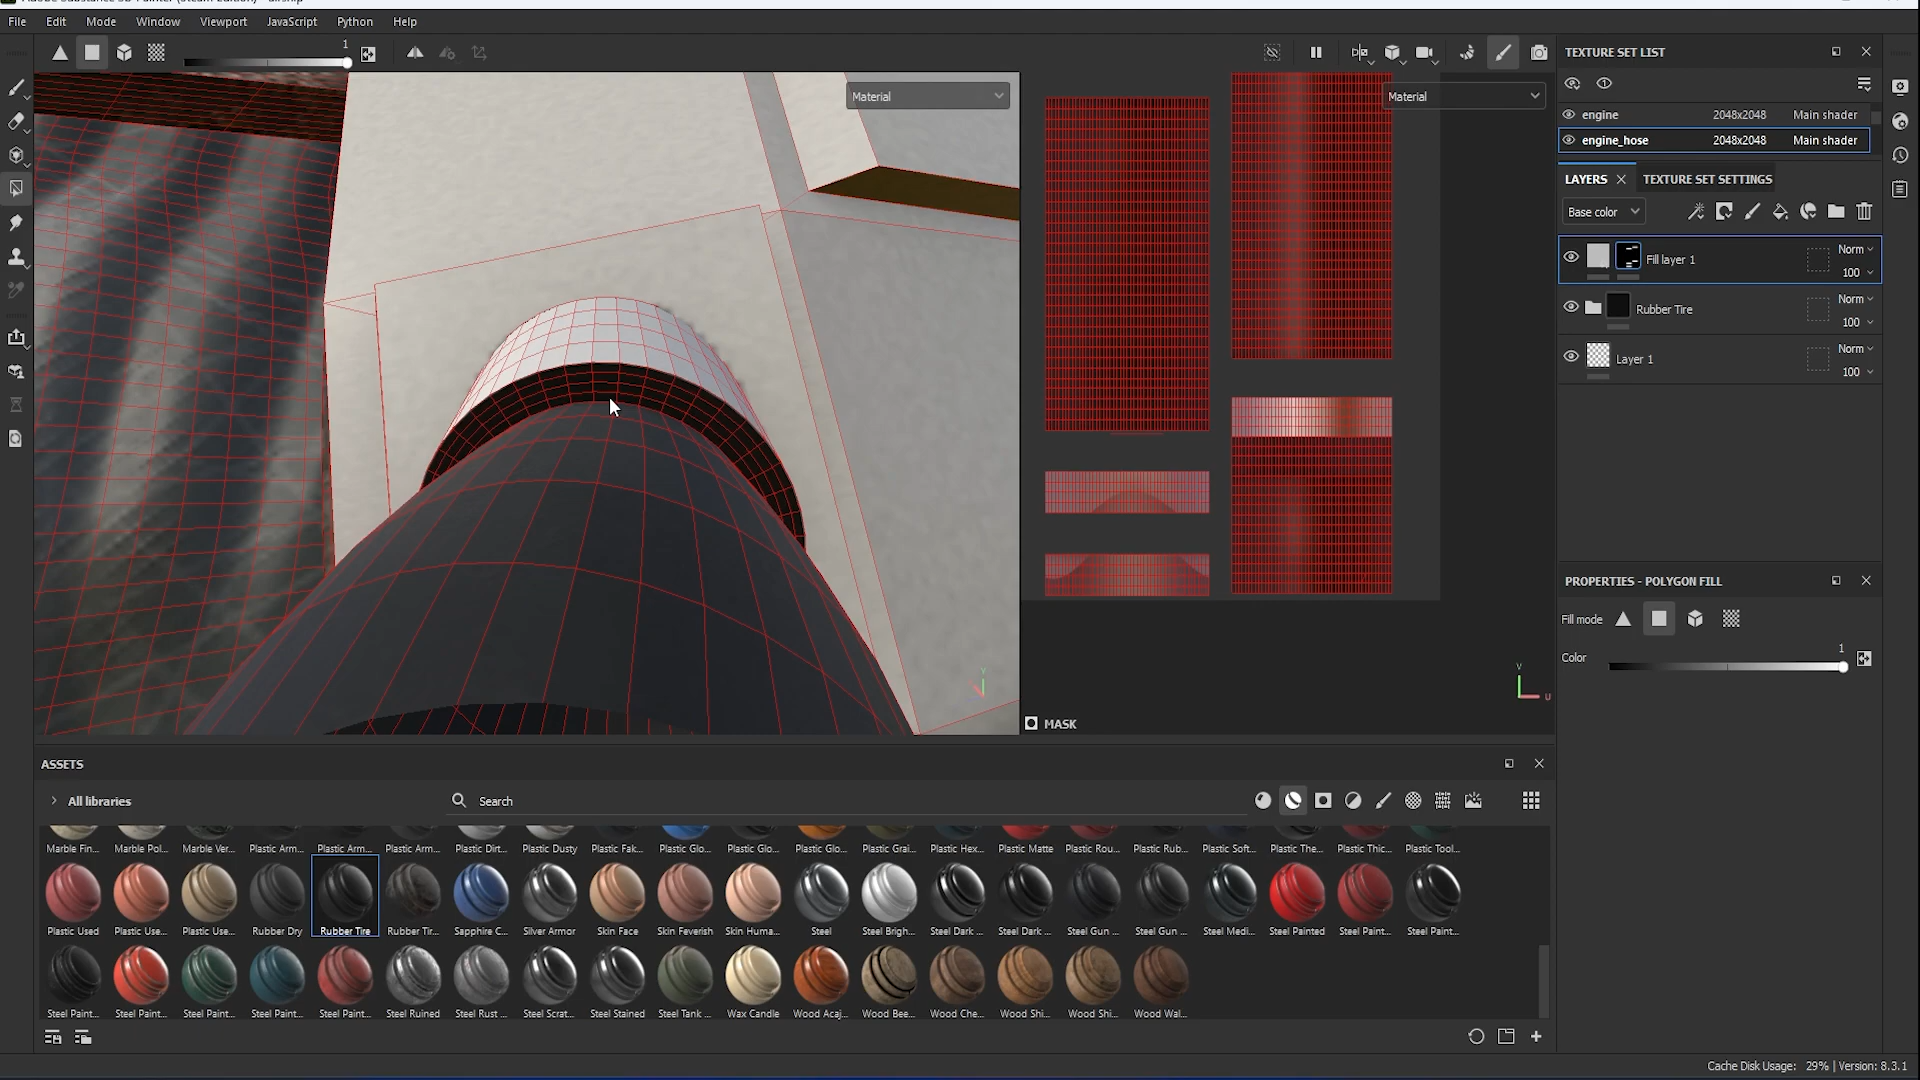 File Edit Mode Window Viewport JavaScript Python Help
1
Material
Material
MASK
TEXTURE SET LIST
engine 2048x2048 Main shader
engine_hose 2048x2048 Main shader
LAYERS TEXTURE SET SETTINGS
Base color
Fill layer 1 Norm 100
Rubber Tire Norm 100
Layer 1 Norm 100
PROPERTIES - POLYGON FILL
Fill mode
Color 1
ASSETS
All libraries Search
Marble Fin... Marble Pol... Marble Ver... Plastic Arm... Plastic Arm... Plastic Arm... Plastic Dirt... Plastic Dusty Plastic Fak... Plastic Glo... Plastic Glo... Plastic Glo... Plastic Grai... Plastic Hex... Plastic Matte Plastic Rou... Plastic Rub... Plastic Soft... Plastic The... Plastic Thic... Plastic Tool...
Plastic Used Plastic Use... Plastic Use... Rubber Dry Rubber Tire Rubber Tir... Sapphire C... Silver Armor Skin Face Skin Feverish Skin Huma... Steel Steel Brigh... Steel Dark ... Steel Dark ... Steel Gun ... Steel Gun ... Steel Medi... Steel Painted Steel Paint... Steel Paint...
Steel Paint... Steel Paint... Steel Paint... Steel Paint... Steel Paint... Steel Ruined Steel Rust ... Steel Scrat... Steel Stained Steel Tank ... Wax Candle Wood Acaj... Wood Bee... Wood Che... Wood Shi... Wood Shi... Wood Wal...
Cache Disk Usage: 29% | Version: 8.3.1